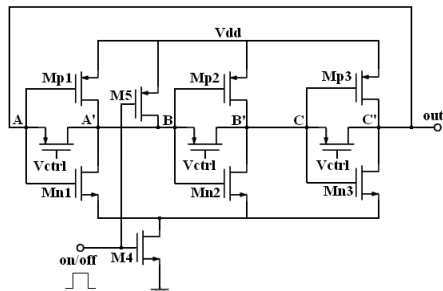 Vdd
Mp1
Mp2
Mp3
M5
out
A
A'
B
B'
C
C'
Vctrl
Vctrl
Vctrl
Mn1
Mn2
Mn3
on/off
M4